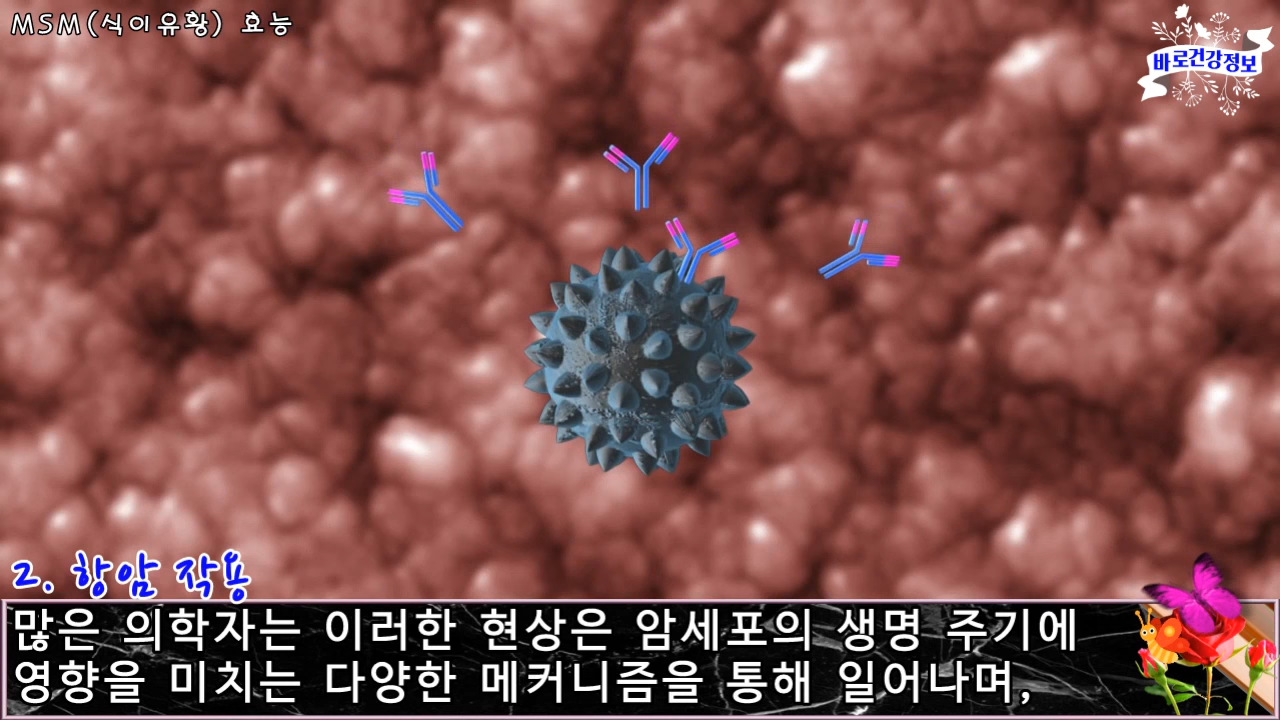 MSM(식이유황) 효능
바로건강정보
2. 항암 작용
많은 의학자는 이러한 현상은 암세포의 생명 주기에
영향을 미치는 다양한 메커니즘을 통해 일어나며,